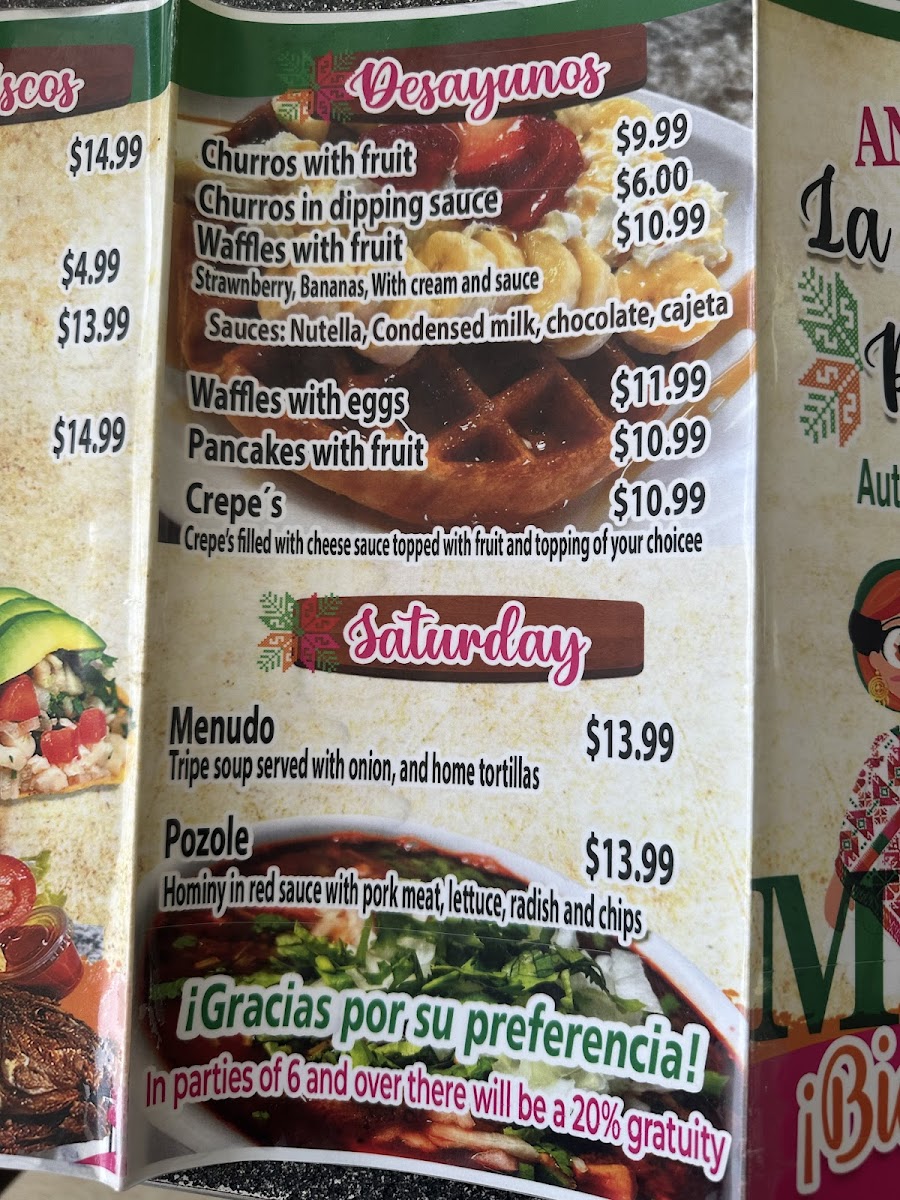 $14.99
$4.99
$13.99
$14.99
Desayunos
Churros with fruit $9.99
Churros in dipping sauce $6.00
Waffles with fruit $10.99
Strawnberry, Bananas, With cream and sauce
Sauces: Nutella, Condensed milk, chocolate, cajeta
Waffles with eggs $11.99
Pancakes with fruit $10.99
Crepe´s $10.99
Crepe's filled with cheese sauce topped with fruit and topping of your choicee
Saturday
Menudo $13.99
Tripe soup served with onion, and home tortillas
Pozole $13.99
Hominy in red sauce with pork meat, lettuce, radish and chips
¡Gracias por su preferencia!
In parties of 6 and over there will be a 20% gratuity
La